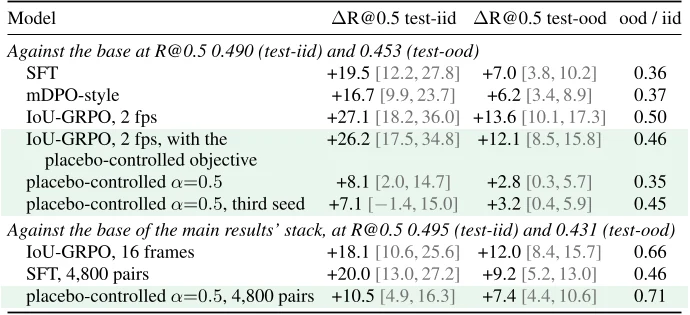 Model ΔR@0.5 test-iid ΔR@0.5 test-ood ood / iid
Against the base at R@0.5 0.490 (test-iid) and 0.453 (test-ood)
SFT +19.5 [12.2, 27.8] +7.0 [3.8, 10.2] 0.36
mDPO-style +16.7 [9.9, 23.7] +6.2 [3.4, 8.9] 0.37
IoU-GRPO, 2 fps +27.1 [18.2, 36.0] +13.6 [10.1, 17.3] 0.50
IoU-GRPO, 2 fps, with the +26.2 [17.5, 34.8] +12.1 [8.5, 15.8] 0.46
placebo-controlled objective
placebo-controlled α=0.5 +8.1 [2.0, 14.7] +2.8 [0.3, 5.7] 0.35
placebo-controlled α=0.5, third seed +7.1 [−1.4, 15.0] +3.2 [0.4, 5.9] 0.45
Against the base of the main results' stack, at R@0.5 0.495 (test-iid) and 0.431 (test-ood)
IoU-GRPO, 16 frames +18.1 [10.6, 25.6] +12.0 [8.4, 15.7] 0.66
SFT, 4,800 pairs +20.0 [13.0, 27.2] +9.2 [5.2, 13.0] 0.46
placebo-controlled α=0.5, 4,800 pairs +10.5 [4.9, 16.3] +7.4 [4.4, 10.6] 0.71